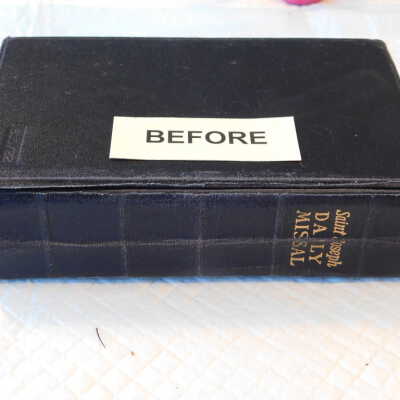 BEFORE
Saint Joseph
DAILY
MISSAL